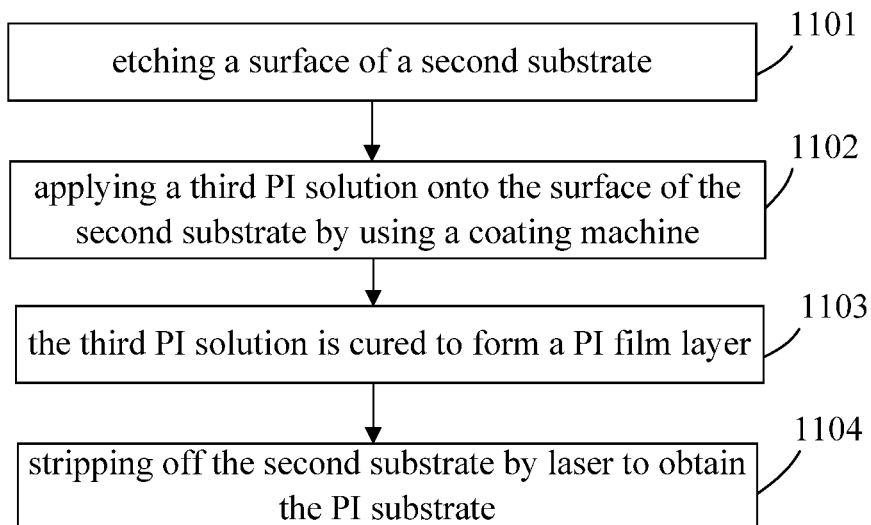 1101
etching a surface of a second substrate
1102
applying a third PI solution onto the surface of the
second substrate by using a coating machine
1103
the third PI solution is cured to form a PI film layer
1104
stripping off the second substrate by laser to obtain
the PI substrate